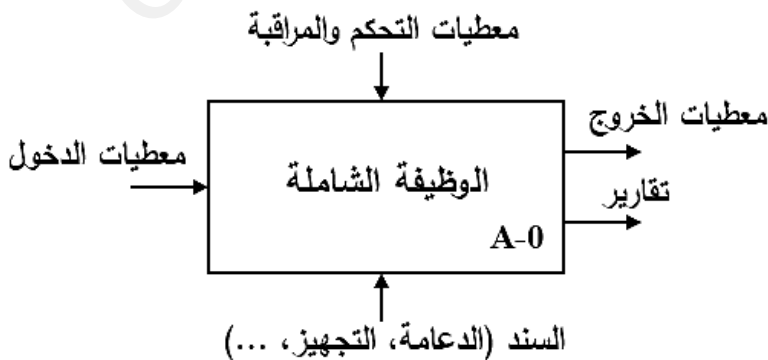 معطيات التحكم والمراقبة
معطيات الخروج
معطيات الدخول
الوظيفة الشاملة
تقارير
A-0
السند (الدعامة، التجهيز، ...)